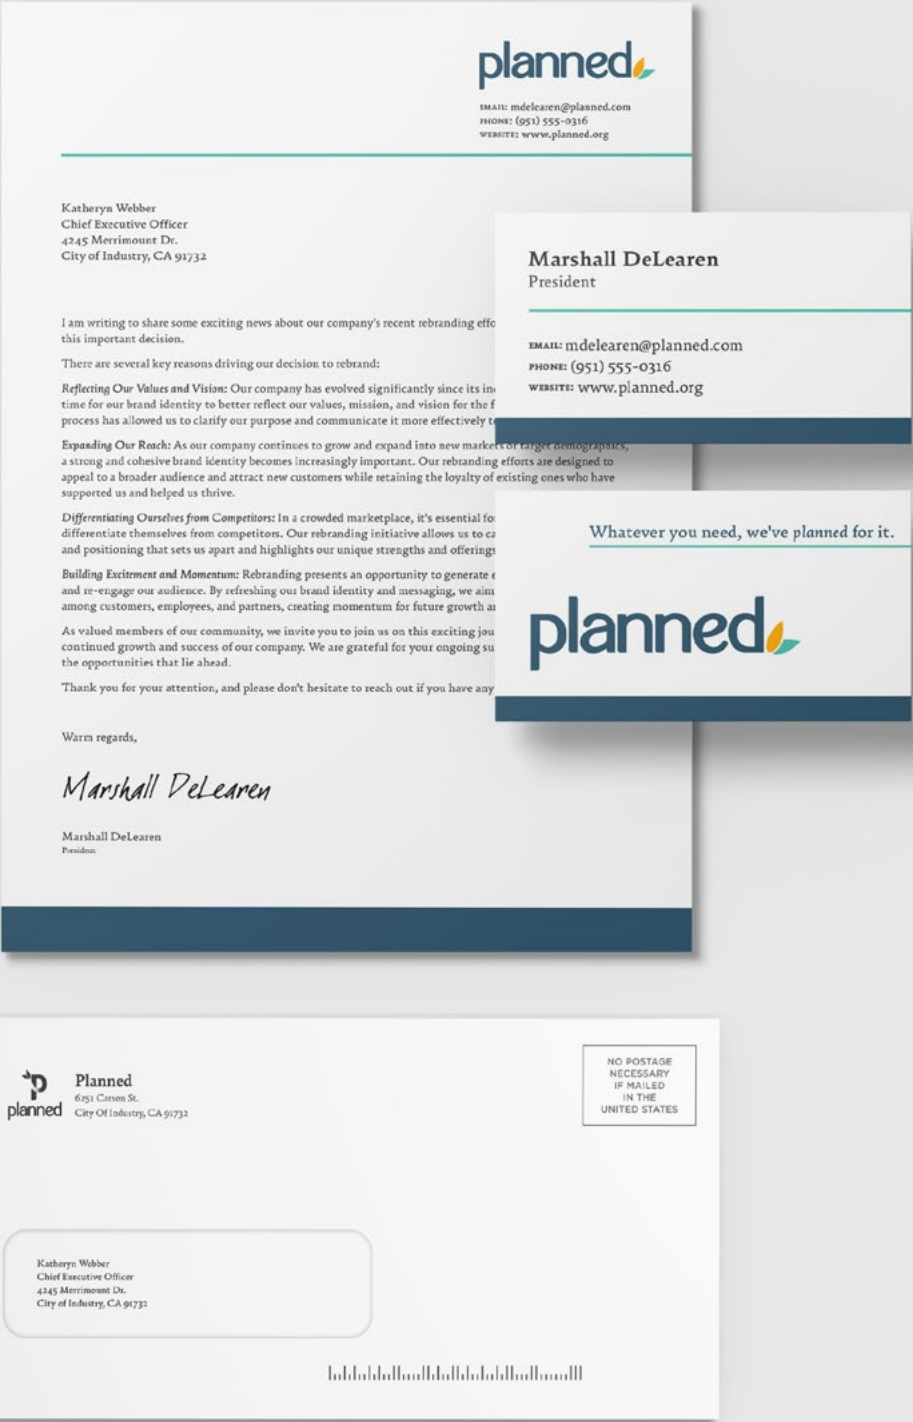 planned
EMAIL: mdelearen@planned.com
PHONE: (951) 555-0316
WEBSITE: www.planned.org
Katheryn Webber
Chief Executive Officer
4245 Merrimount Dr.
City of Industry, CA 91732
I am writing to share some exciting news about our company's recent rebranding effo
this important decision.
There are several key reasons driving our decision to rebrand:
Reflecting Our Values and Vision: Our company has evolved significantly since its in
time for our brand identity to better reflect our values, mission, and vision for the f
process has allowed us to clarify our purpose and communicate it more effectively t
Expanding Our Reach: As our company continues to grow and expand into new markets or target demographics,
a strong and cohesive brand identity becomes increasingly important. Our rebranding efforts are designed to
appeal to a broader audience and attract new customers while retaining the loyalty of existing ones who have
supported us and helped us thrive.
Differentiating Ourselves from Competitors: In a crowded marketplace, it's essential fo
differentiate themselves from competitors. Our rebranding initiative allows us to ca
and positioning that sets us apart and highlights our unique strengths and offerings
Building Excitement and Momentum: Rebranding presents an opportunity to generate e
and re-engage our audience. By refreshing our brand identity and messaging, we aim
among customers, employees, and partners, creating momentum for future growth a
As valued members of our community, we invite you to join us on this exciting jou
continued growth and success of our company. We are grateful for your ongoing su
the opportunities that lie ahead.
Thank you for your attention, and please don't hesitate to reach out if you have any
Warm regards,
Marshall DeLearen
Marshall DeLearen
President
Marshall DeLearen
President
EMAIL: mdelearen@planned.com
PHONE: (951) 555-0316
WEBSITE: www.planned.org
Whatever you need, we've planned for it.
planned
planned
Planned
6251 Carson St.
City Of Industry, CA 91732
NO POSTAGE
NECESSARY
IF MAILED
IN THE
UNITED STATES
Katheryn Webber
Chief Executive Officer
4245 Merrimount Dr.
City of Industry, CA 91732